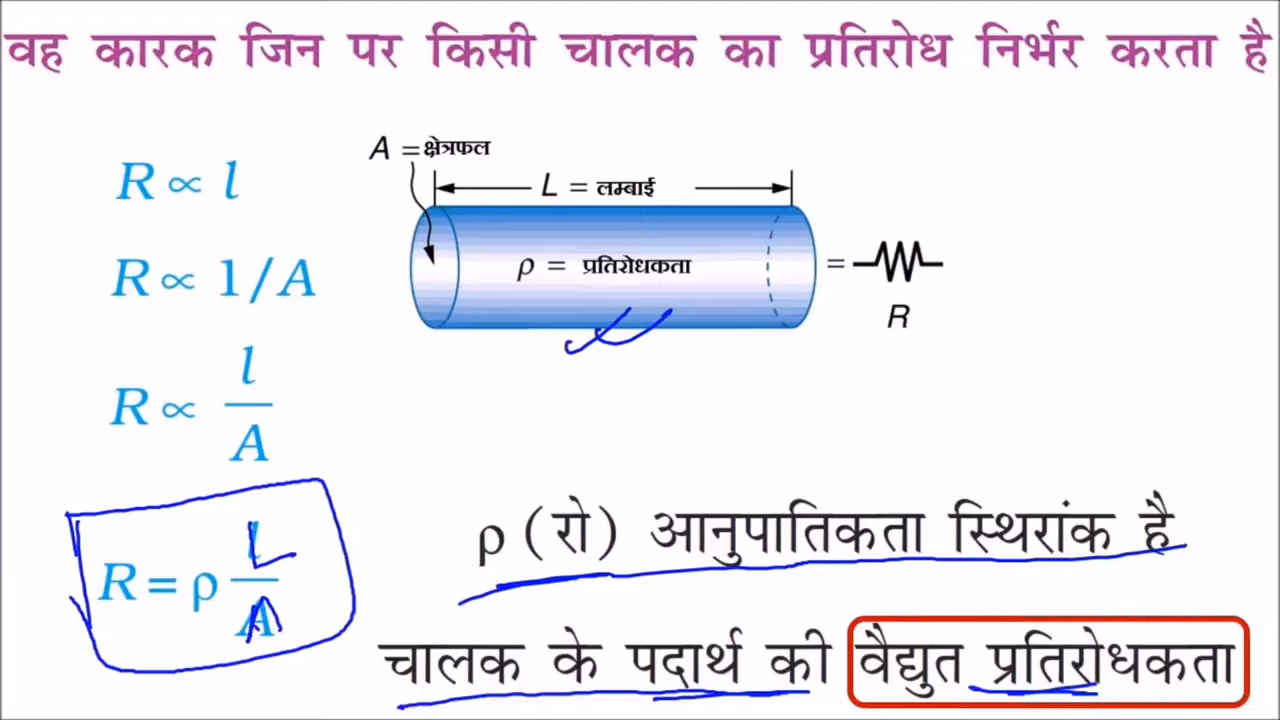 वह कारक जिन पर किसी चालक का प्रतिरोध निर्भर करता है
A = क्षेत्रफल
L = लम्बाई
R ∝ l
ρ = प्रतिरोधकता
=
R
R ∝ 1/A
R ∝ l/A
R = ρ l/A
L
A
ρ (रो) आनुपातिकता स्थिरांक है
चालक के पदार्थ की वैद्युत प्रतिरोधकता